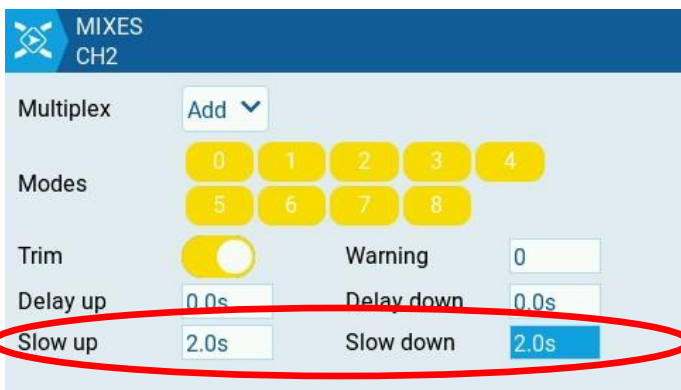 MIXES
CH2
Multiplex Add
Modes 0 1 2 3 4
5 6 7 8
Trim Warning 0
Delay up 0.0s Delay down 0.0s
Slow up 2.0s Slow down 2.0s